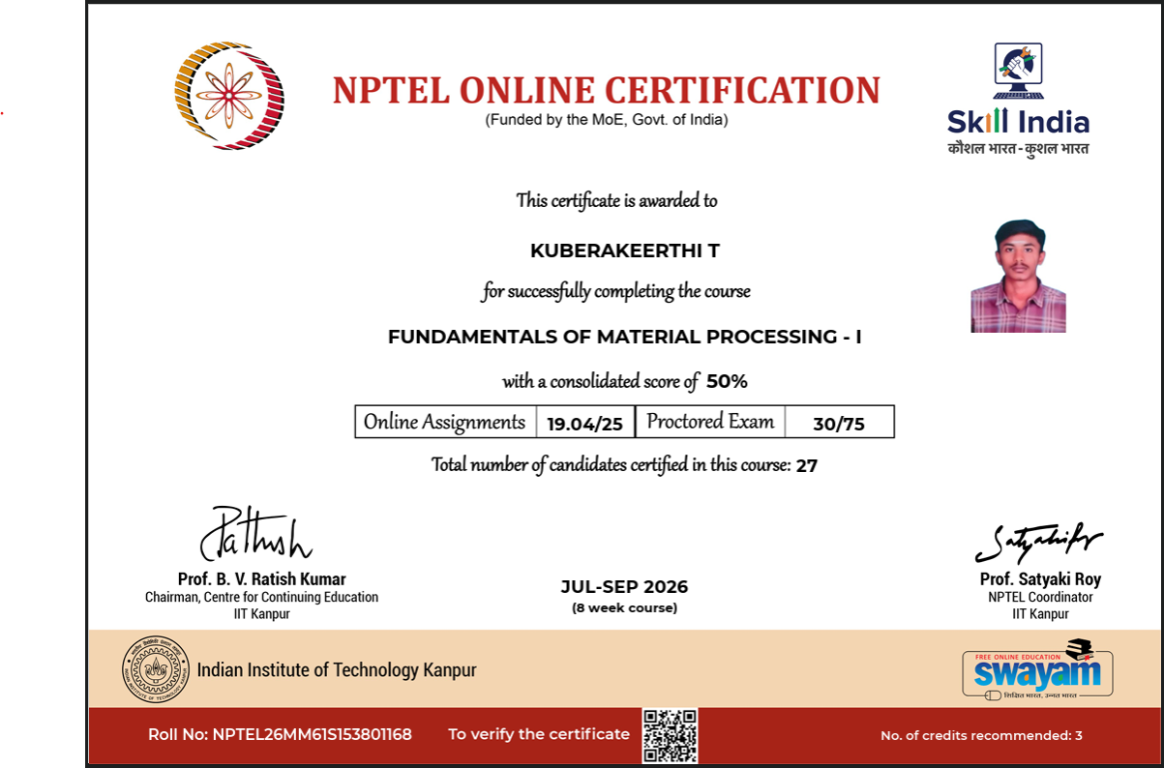 NPTEL ONLINE CERTIFICATION
(Funded by the MoE, Govt. of India)
Skill India
कौशल भारत - कुशल भारत
This certificate is awarded to
KUBERAKEERTHI T
for successfully completing the course
FUNDAMENTALS OF MATERIAL PROCESSING - I
with a consolidated score of 50%
Online Assignments 19.04/25 Proctored Exam 30/75
Total number of candidates certified in this course: 27
Prof. B. V. Ratish Kumar
Chairman, Centre for Continuing Education
IIT Kanpur
JUL-SEP 2026
(8 week course)
Prof. Satyaki Roy
NPTEL Coordinator
IIT Kanpur
Indian Institute of Technology Kanpur
FREE ONLINE EDUCATION
swayam
शिक्षित भारत, उन्नत भारत
Roll No: NPTEL26MM61S153801168 To verify the certificate No. of credits recommended: 3